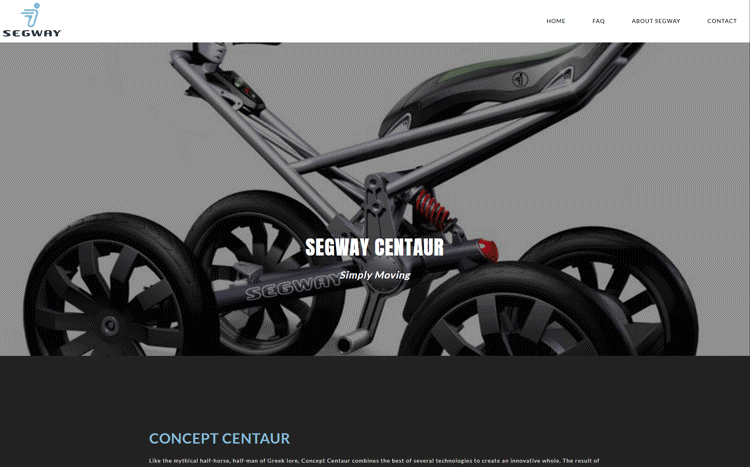 SEGWAY
HOME FAQ ABOUT SEGWAY CONTACT
SEGWAY CENTAUR
Simply Moving
SEGWAY
CONCEPT CENTAUR
Like the mythical half-horse, half-man of Greek lore, Concept Centaur combines the best of several technologies to create an innovative whole. The result of